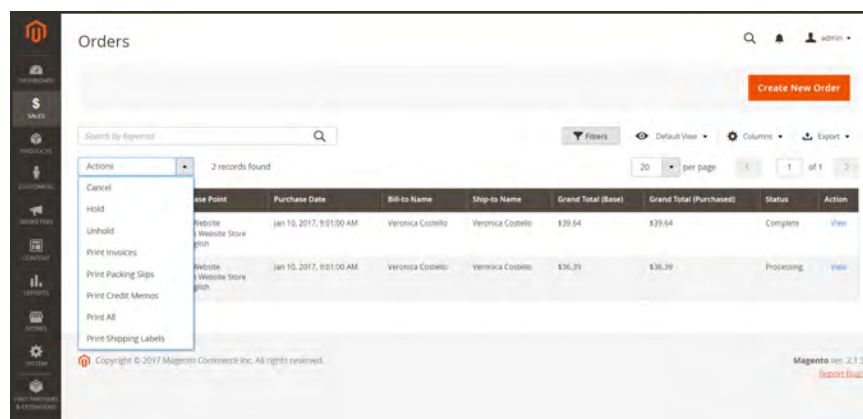 Orders
admin
Create New Order
DASHBOARD
SALES
PRODUCTS
CUSTOMERS
MARKETING
CONTENT
REPORTS
STORES
SYSTEM
FIND PARTNERS
& EXTENSIONS
Search by keyword
Filters
Default View
Columns
Export
Actions
2 records found
20
per page
1
of 1
Cancel
Hold
Unhold
Print Invoices
Print Packing Slips
Print Credit Memos
Print All
Print Shipping Labels
ase Point
Purchase Date
Bill-to Name
Ship-to Name
Grand Total (Base)
Grand Total (Purchased)
Status
Action
Website
Website Store
glish
Jan 10, 2017, 9:01:00 AM
Veronica Costello
Veronica Costello
$39.64
$39.64
Complete
View
Website
Website Store
glish
Jan 10, 2017, 9:01:00 AM
Veronica Costello
Veronica Costello
$36.39
$36.39
Processing
View
Copyright © 2017 Magento Commerce Inc. All rights reserved.
Magento ver. 2.1.3
Report Bugs